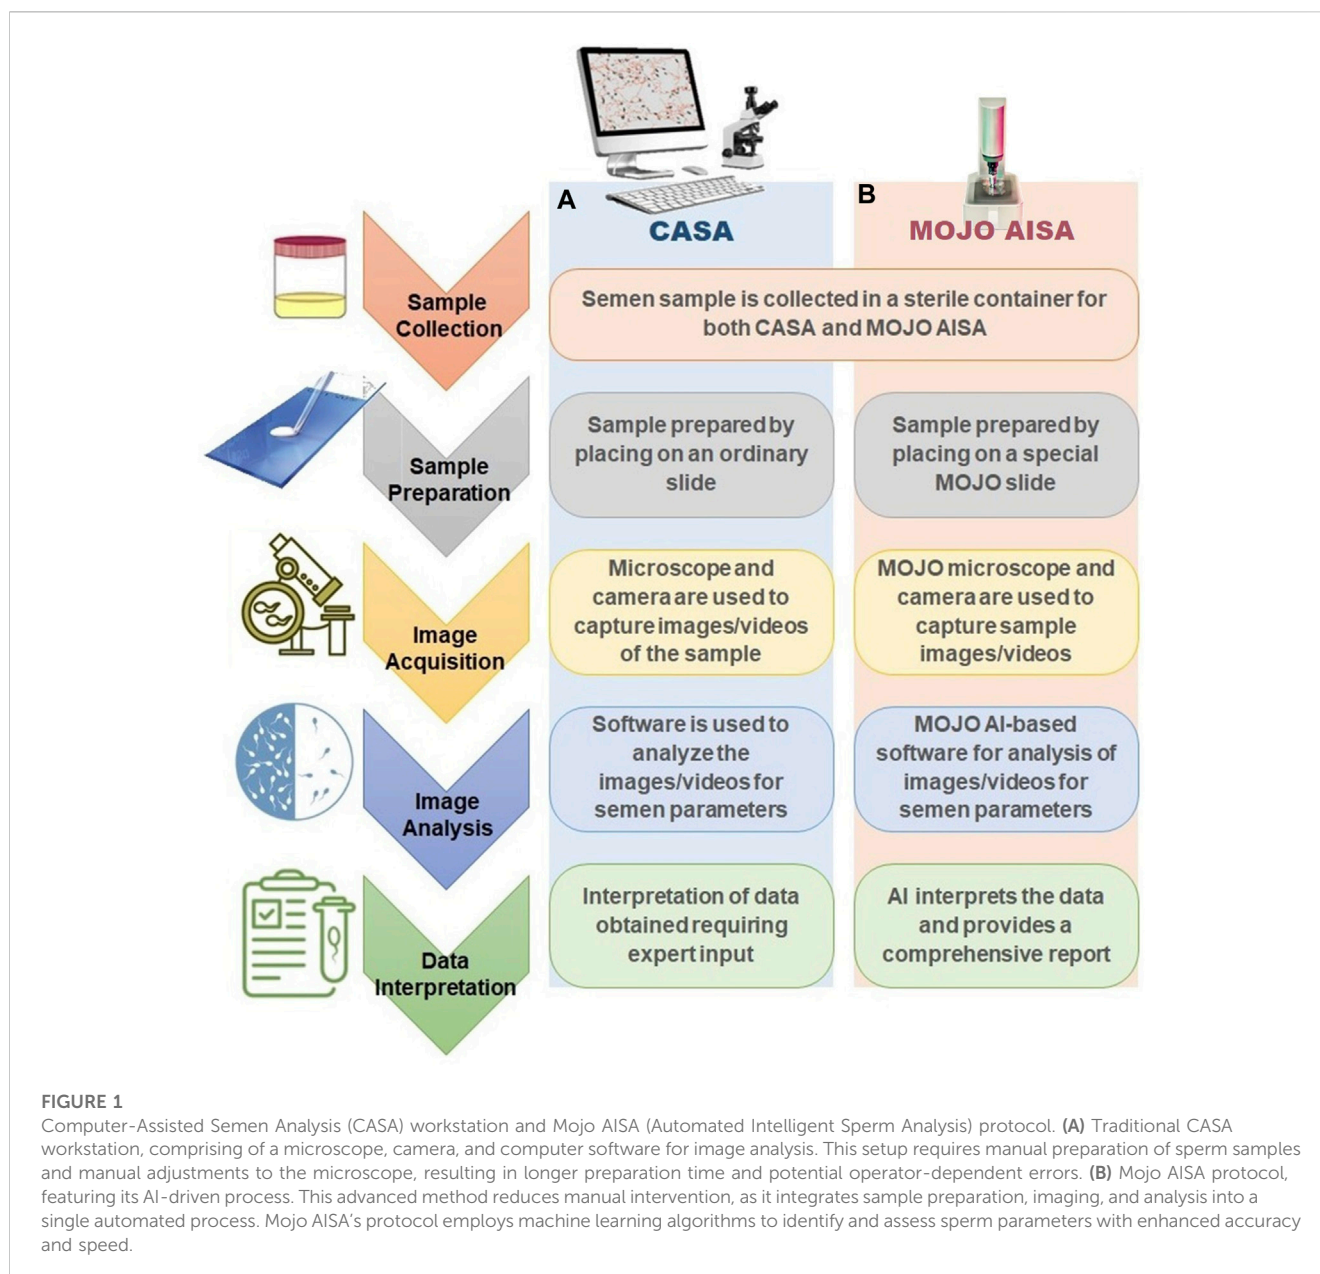 A
B
CASA
MOJO AISA
Sample
Collection
Semen sample is collected in a sterile container for
both CASA and MOJO AISA
Sample
Preparation
Sample prepared by
placing on an ordinary
slide
Sample prepared by
placing on a special
MOJO slide
Image
Acquisition
Microscope and
camera are used to
capture images/videos
of the sample
MOJO microscope and
camera are used to
capture sample
images/videos
Image
Analysis
Software is used to
analyze the
images/videos for
semen parameters
MOJO AI-based
software for analysis of
images/videos for
semen parameters
Data
Interpretation
Interpretation of data
obtained requiring
expert input
AI interprets the data
and provides a
comprehensive report
FIGURE 1
Computer-Assisted Semen Analysis (CASA) workstation and Mojo AISA (Automated Intelligent Sperm Analysis) protocol. (A) Traditional CASA
workstation, comprising of a microscope, camera, and computer software for image analysis. This setup requires manual preparation of sperm samples
and manual adjustments to the microscope, resulting in longer preparation time and potential operator-dependent errors. (B) Mojo AISA protocol,
featuring its AI-driven process. This advanced method reduces manual intervention, as it integrates sample preparation, imaging, and analysis into a
single automated process. Mojo AISA's protocol employs machine learning algorithms to identify and assess sperm parameters with enhanced accuracy
and speed.